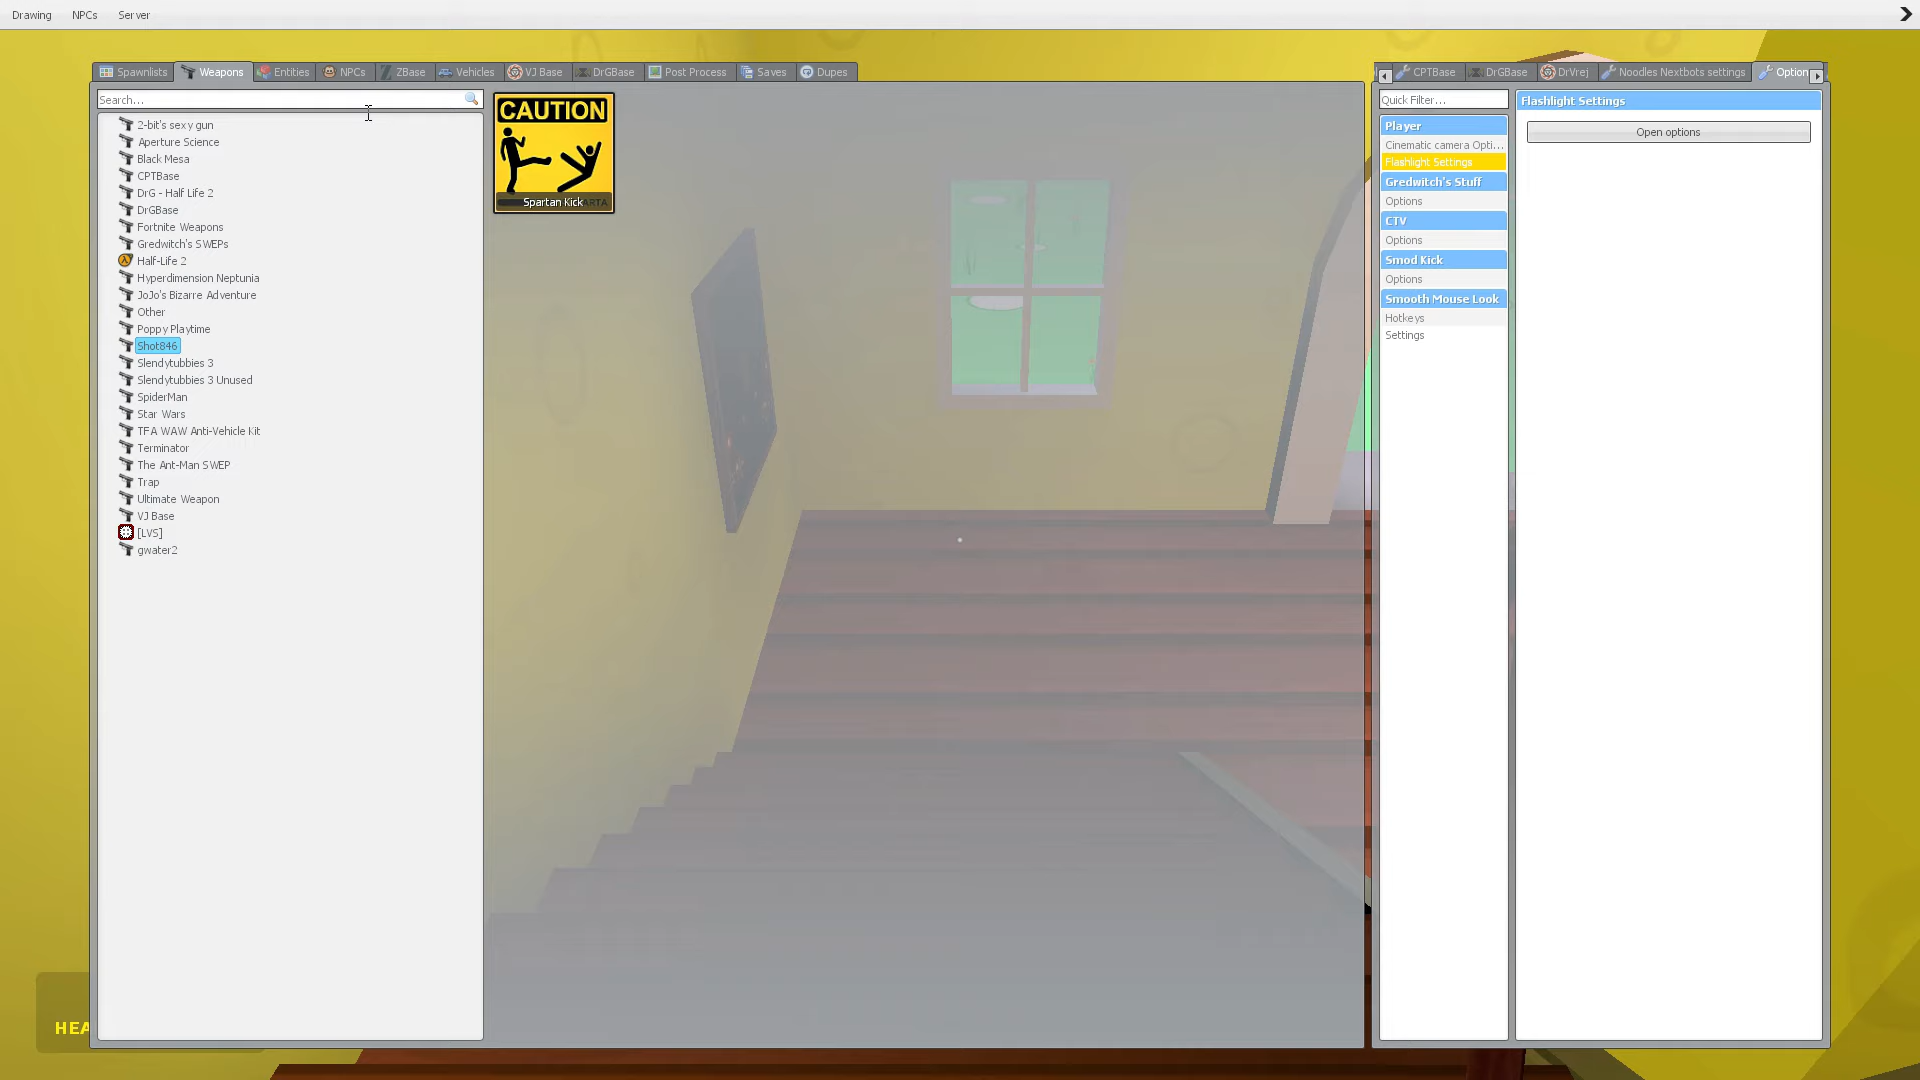 Drawing NPCs Server
Spawnlists Weapons Entities NPCs ZBase Vehicles VJ Base DrGBase Post Process Saves Dupes
CPTBase DrGBase DrVrej Noodles Nextbots settings Option
Search...
2-bit's sexy gun
Aperture Science
Black Mesa
CPTBase
DrG - Half Life 2
DrGBase
Fortnite Weapons
Gredwitch's SWEPs
Half-Life 2
Hyperdimension Neptunia
JoJo's Bizarre Adventure
Other
Poppy Playtime
Shot846
Slendytubbies 3
Slendytubbies 3 Unused
SpiderMan
Star Wars
TFA WAW Anti-Vehicle Kit
Terminator
The Ant-Man SWEP
Trap
Ultimate Weapon
VJ Base
[LVS]
gwater2
CAUTION
Spartan Kick
Quick Filter...
Player
Cinematic camera Opti...
Flashlight Settings
Gredwitch's Stuff
Options
CTV
Options
Smod Kick
Options
Smooth Mouse Look
Hotkeys
Settings
Flashlight Settings
Open options
HEA